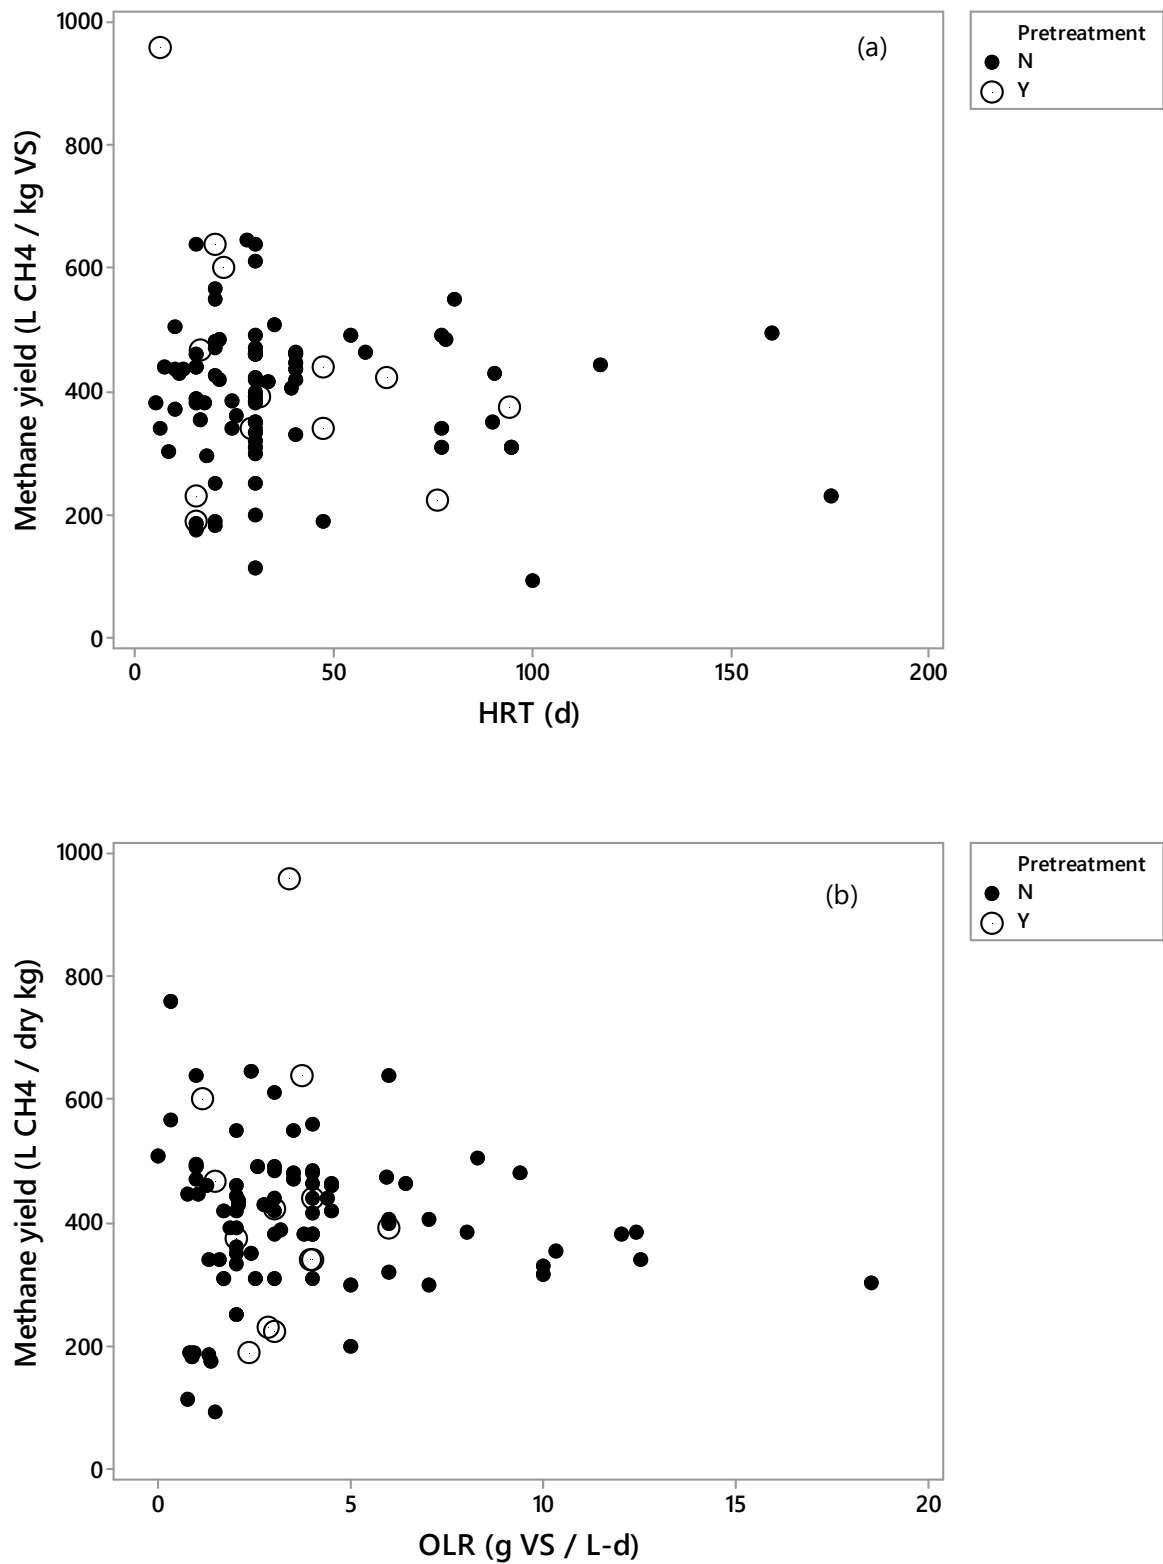 1000
800
600
400
200
0
Methane yield (L CH4 / kg VS)
(a)
Pretreatment
N
Y
0 50 100 150 200
HRT (d)
1000
800
600
400
200
0
Methane yield (L CH4 / dry kg)
(b)
Pretreatment
N
Y
0 5 10 15 20
OLR (g VS / L-d)